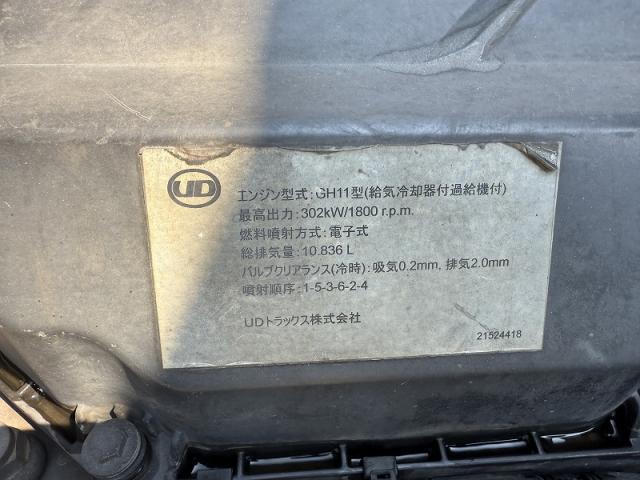 UD
エンジン型式:GH11型(給気冷却器付過給機付)
最高出力:302kW/1800 r.p.m.
燃料噴射方式:電子式
総排気量:10.836 L
バルブクリアランス(冷時):吸気0.2mm, 排気2.0mm
噴射順序:1-5-3-6-2-4
UDトラックス株式会社
21524418